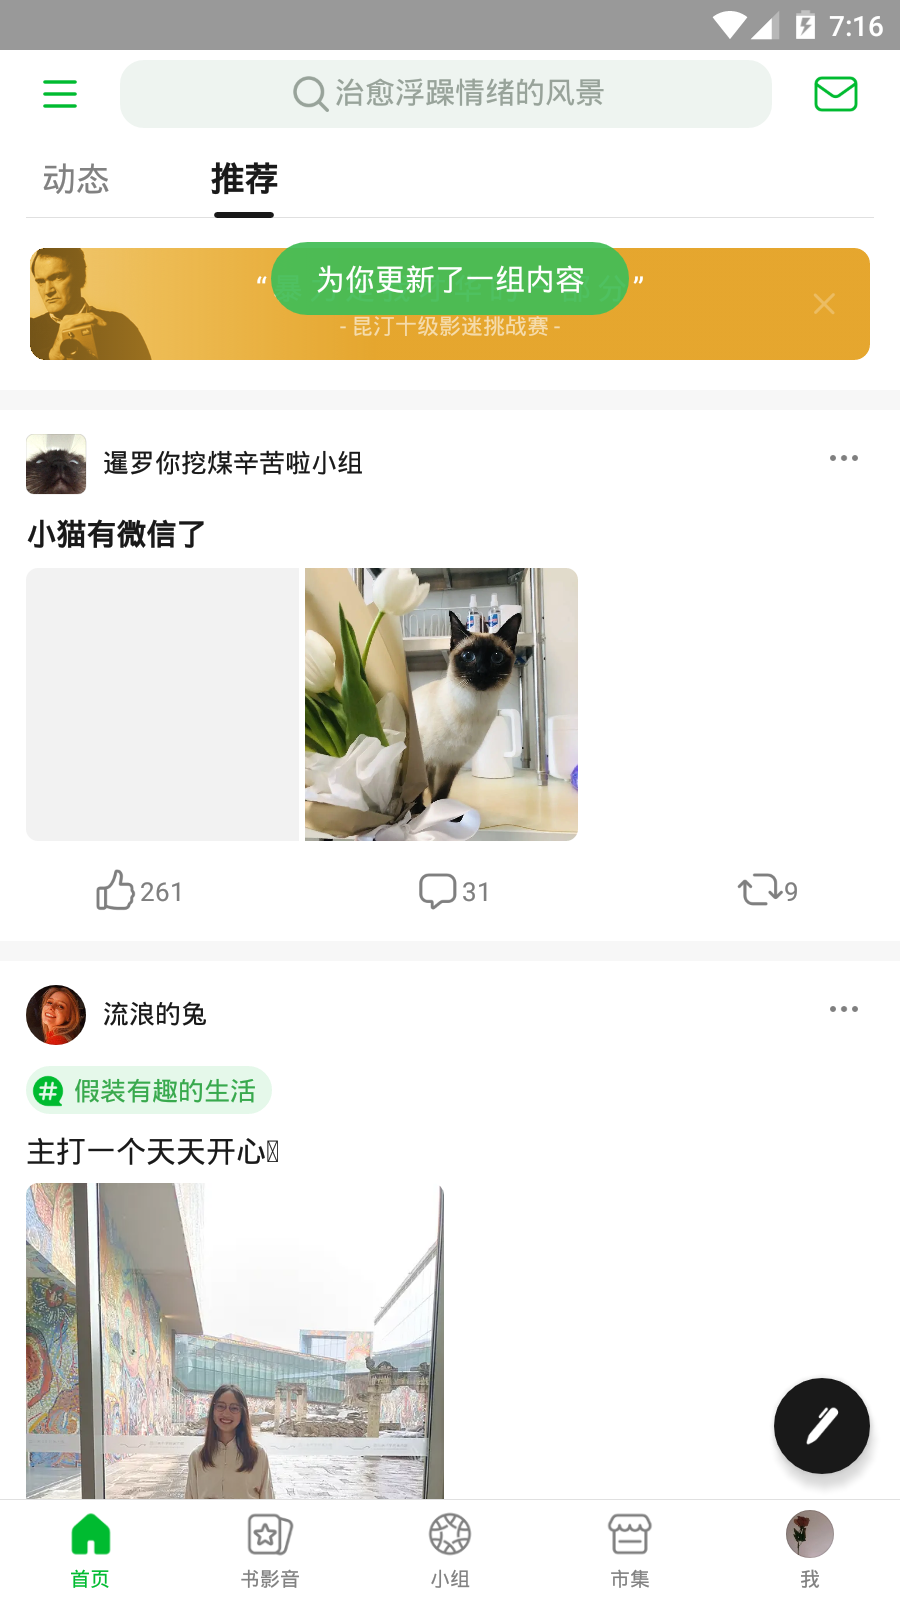 7:16
治愈浮躁情绪的风景
动态
推荐
为你更新了一组内容
“ ”
- 昆汀十级影迷挑战赛 -
暹罗你挖煤辛苦啦小组
小猫有微信了
261
31
9
流浪的兔
# 假装有趣的生活
主打一个天天开心
首页
书影音
小组
市集
我